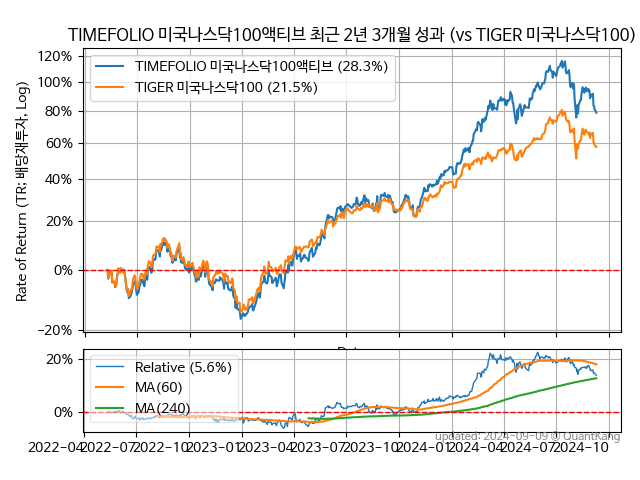 TIMEFOLIO 미국나스닥100액티브 최근 2년 3개월 성과 (vs TIGER 미국나스닥100)
Rate of Return (TR: 배당재투자, Log)
120%
100%
80%
60%
40%
20%
0%
−20%
TIMEFOLIO 미국나스닥100액티브 (28.3%)
TIGER 미국나스닥100 (21.5%)
20%
0%
Relative (5.6%)
MA(60)
MA(240)
updated: 2024-09-09 @ QuantKang
2022-04 2022-07 2022-10 2023-01 2023-04 2023-07 2023-10 2024-01 2024-04 2024-07 2024-10